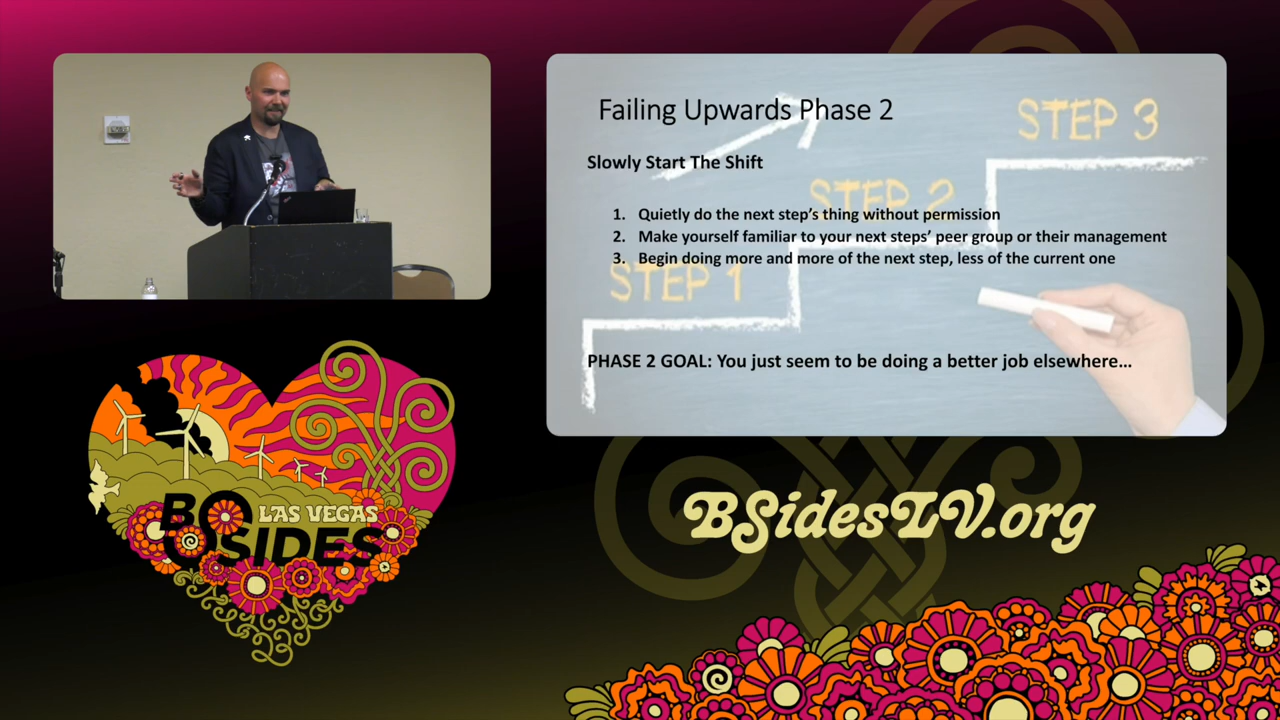 Failing Upwards Phase 2
STEP 3
Slowly Start The Shift
STEP 2
1. Quietly do the next step's thing without permission
2. Make yourself familiar to your next steps' peer group or their management
3. Begin doing more and more of the next step, less of the current one
STEP 1
PHASE 2 GOAL: You just seem to be doing a better job elsewhere...
BO
LAS VEGAS
SIDES
23
BSidesLV.org